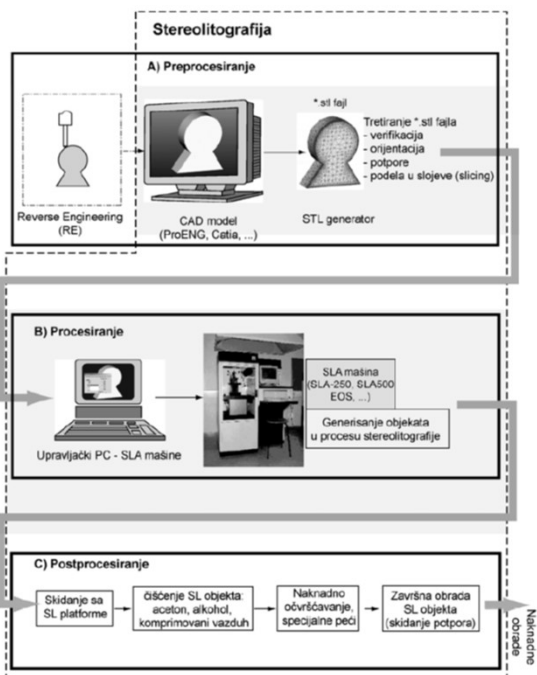 Stereolitografija
A) Preprocesiranje
*.stl fajl
Tretiranje *.stl fajla
- verifikacija
- orijentacija
- potpore
- podela u slojeve (slicing)
Reverse Engineering
(RE)
CAD model
(ProENG, Catia, ...)
STL generator
B) Procesiranje
SLA mašina
(SLA-250, SLA500
EOS, ...)
Generisanje objekata
u procesu stereolitografije
Upravljački PC - SLA mašine
C) Postprocesiranje
Skidanje sa
SL platforme
čišćenje SL objekta:
aceton, alkohol,
komprimovani vazduh
Naknadno
očvršćavanje,
specijalne peći
Završna obrada
SL objekta
(skidanje potpora)
Naknadne
obrade